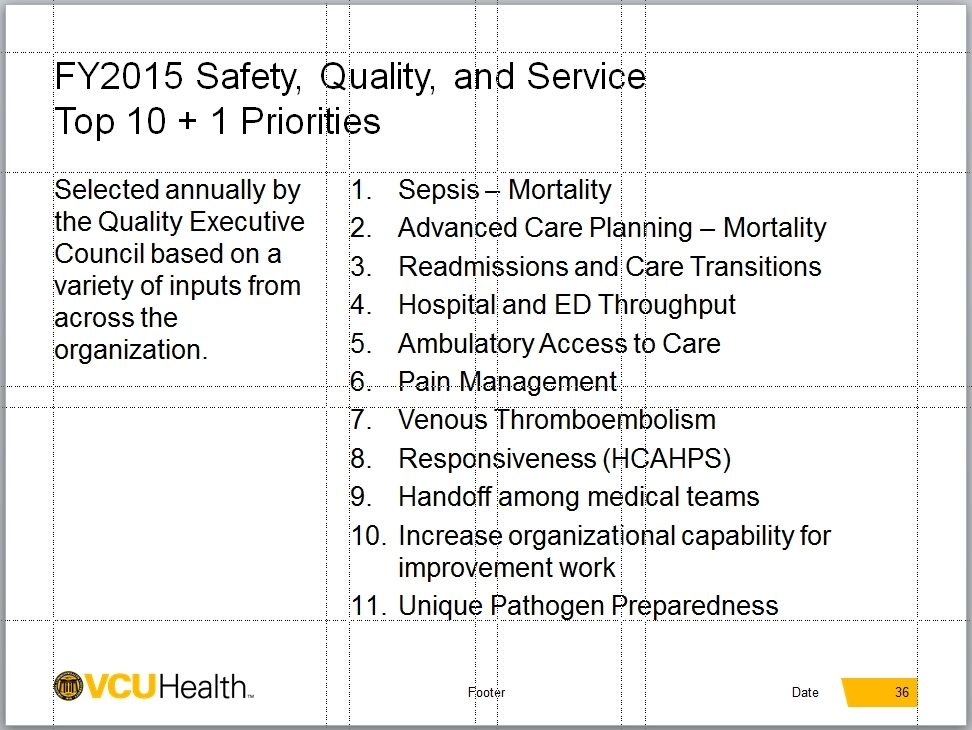 FY2015 Safety, Quality, and Service
Top 10 + 1 Priorities
Selected annually by
the Quality Executive
Council based on a
variety of inputs from
across the
organization.
1. Sepsis – Mortality
2. Advanced Care Planning – Mortality
3. Readmissions and Care Transitions
4. Hospital and ED Throughput
5. Ambulatory Access to Care
6. Pain Management
7. Venous Thromboembolism
8. Responsiveness (HCAHPS)
9. Handoff among medical teams
10. Increase organizational capability for
improvement work
11. Unique Pathogen Preparedness
VCUHealth™
Footer
Date
36